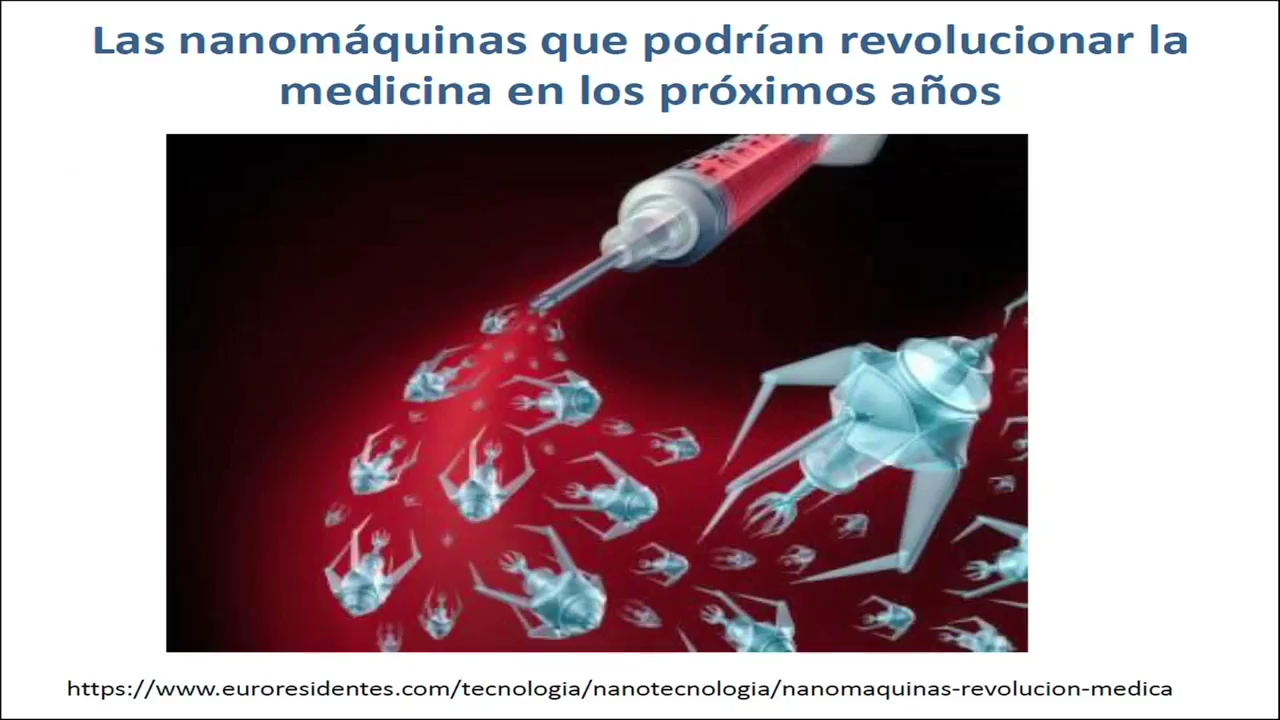 Las nanomáquinas que podrían revolucionar la
medicina en los próximos años
https://www.euroresidentes.com/tecnologia/nanotecnologia/nanomaquinas-revolucion-medica